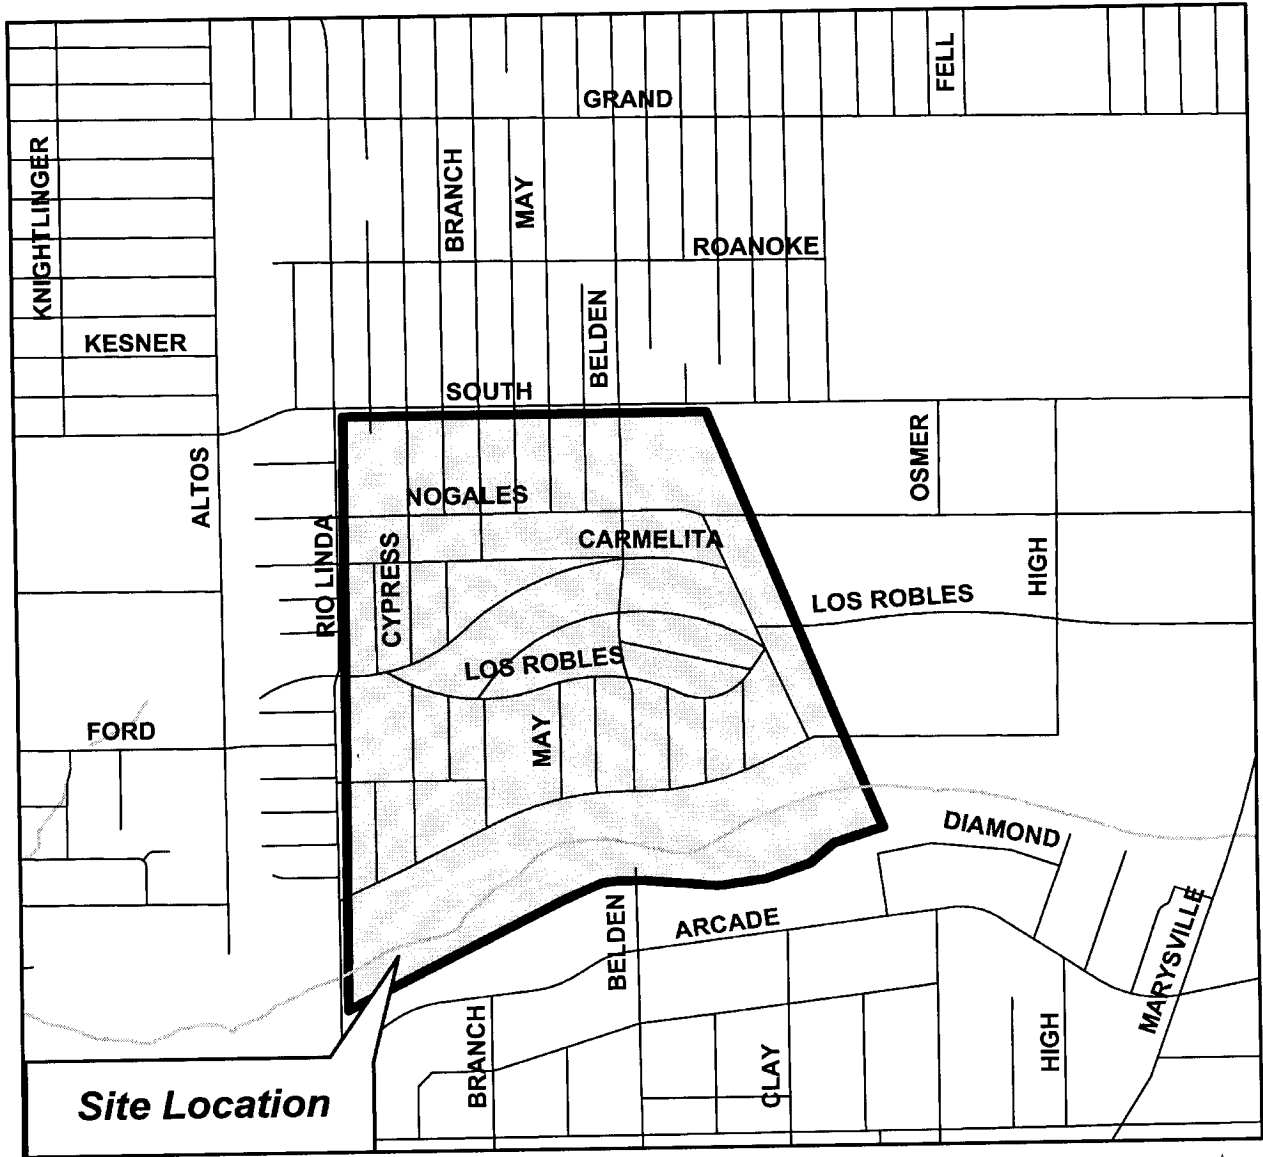 FELL
GRAND
KNIGHTLINGER
BRANCH
MAY
ROANOKE
BELDEN
KESNER
SOUTH
ALTOS
OSMER
NOGALES
RIO LINDA
CYPRESS
CARMELITA
HIGH
LOS ROBLES
LOS ROBLES
FORD
MAY
DIAMOND
BELDEN
ARCADE
MARYSVILLE
BRANCH
CLAY
HIGH
Site Location